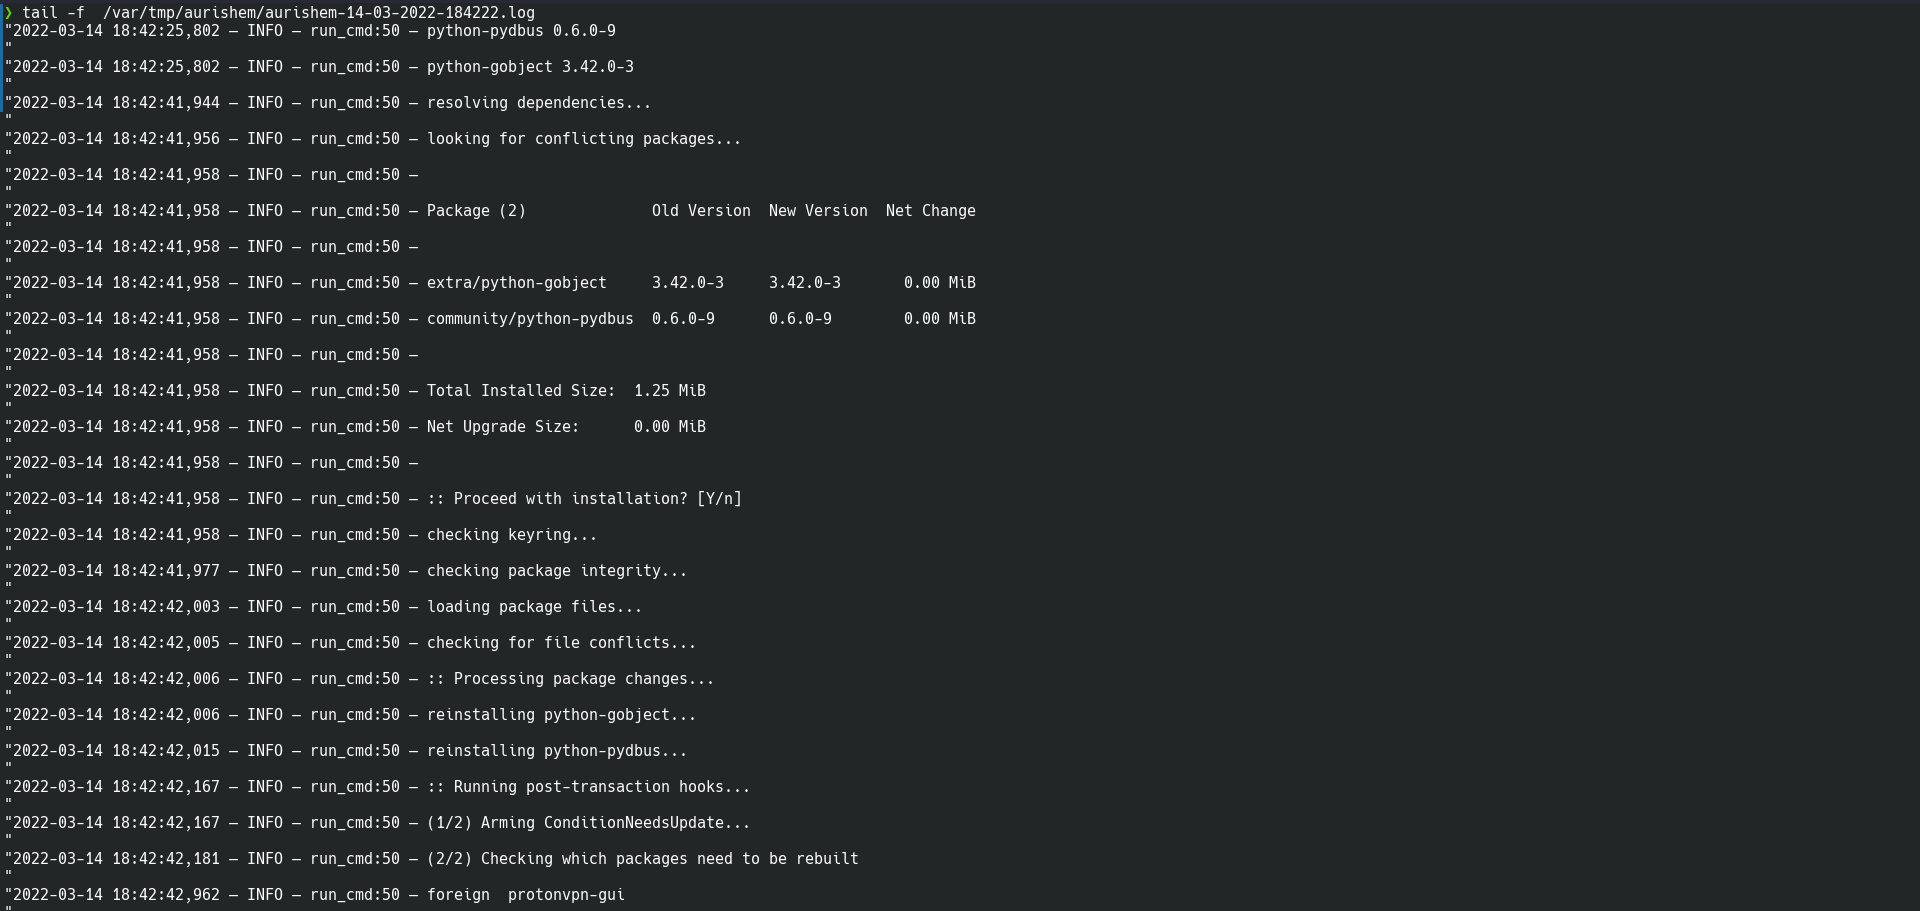 ❯ tail -f  /var/tmp/aurishem/aurishem-14-03-2022-184222.log
"2022-03-14 18:42:25,802 – INFO – run_cmd:50 – python-pydbus 0.6.0-9
"
"2022-03-14 18:42:25,802 – INFO – run_cmd:50 – python-gobject 3.42.0-3
"
"2022-03-14 18:42:41,944 – INFO – run_cmd:50 – resolving dependencies...
"
"2022-03-14 18:42:41,956 – INFO – run_cmd:50 – looking for conflicting packages...
"
"2022-03-14 18:42:41,958 – INFO – run_cmd:50 –
"
"2022-03-14 18:42:41,958 – INFO – run_cmd:50 – Package (2)              Old Version  New Version  Net Change
"
"2022-03-14 18:42:41,958 – INFO – run_cmd:50 –
"
"2022-03-14 18:42:41,958 – INFO – run_cmd:50 – extra/python-gobject     3.42.0-3     3.42.0-3       0.00 MiB
"
"2022-03-14 18:42:41,958 – INFO – run_cmd:50 – community/python-pydbus  0.6.0-9      0.6.0-9        0.00 MiB
"
"2022-03-14 18:42:41,958 – INFO – run_cmd:50 –
"
"2022-03-14 18:42:41,958 – INFO – run_cmd:50 – Total Installed Size:  1.25 MiB
"
"2022-03-14 18:42:41,958 – INFO – run_cmd:50 – Net Upgrade Size:      0.00 MiB
"
"2022-03-14 18:42:41,958 – INFO – run_cmd:50 –
"
"2022-03-14 18:42:41,958 – INFO – run_cmd:50 – :: Proceed with installation? [Y/n]
"
"2022-03-14 18:42:41,958 – INFO – run_cmd:50 – checking keyring...
"
"2022-03-14 18:42:41,977 – INFO – run_cmd:50 – checking package integrity...
"
"2022-03-14 18:42:42,003 – INFO – run_cmd:50 – loading package files...
"
"2022-03-14 18:42:42,005 – INFO – run_cmd:50 – checking for file conflicts...
"
"2022-03-14 18:42:42,006 – INFO – run_cmd:50 – :: Processing package changes...
"
"2022-03-14 18:42:42,006 – INFO – run_cmd:50 – reinstalling python-gobject...
"
"2022-03-14 18:42:42,015 – INFO – run_cmd:50 – reinstalling python-pydbus...
"
"2022-03-14 18:42:42,167 – INFO – run_cmd:50 – :: Running post-transaction hooks...
"
"2022-03-14 18:42:42,167 – INFO – run_cmd:50 – (1/2) Arming ConditionNeedsUpdate...
"
"2022-03-14 18:42:42,181 – INFO – run_cmd:50 – (2/2) Checking which packages need to be rebuilt
"
"2022-03-14 18:42:42,962 – INFO – run_cmd:50 – foreign  protonvpn-gui
"